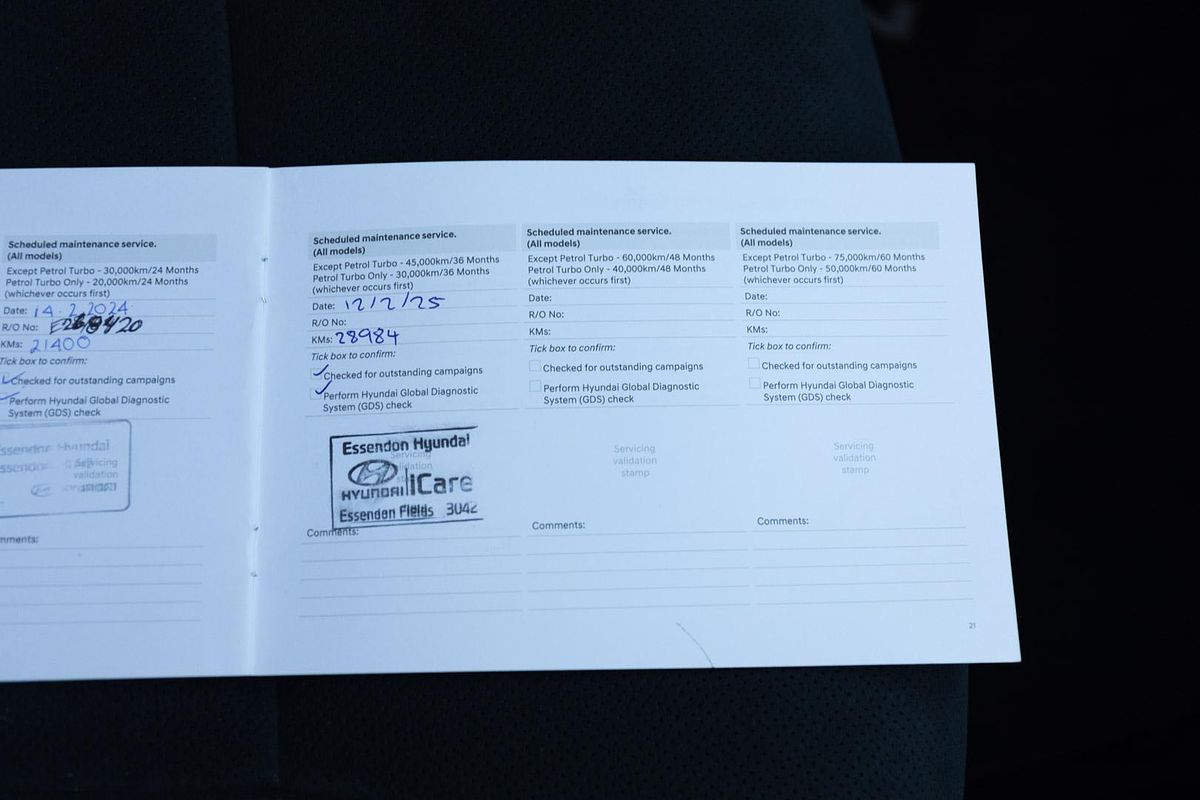 Scheduled maintenance service.
(All models)
Except Petrol Turbo - 30,000km/24 Months
Petrol Turbo Only - 20,000km/24 Months
(whichever occurs first)
Date: 14.2.2024
R/O No:
KMs: 21400
Tick box to confirm:
Checked for outstanding campaigns
Perform Hyundai Global Diagnostic
System (GDS) check
Hyundai
Servicing
validation
mments:
Scheduled maintenance service.
(All models)
Except Petrol Turbo - 45,000km/36 Months
Petrol Turbo Only - 30,000km/36 Months
(whichever occurs first)
Date: 12/2/25
R/O No:
KMs: 28984
Tick box to confirm:
Checked for outstanding campaigns
Perform Hyundai Global Diagnostic
System (GDS) check
Essendon Hyundai
Servicing
HYUNDAI iCare
Essendon Fields 3042
Comments:
Scheduled maintenance service.
(All models)
Except Petrol Turbo - 60,000km/48 Months
Petrol Turbo Only - 40,000km/48 Months
(whichever occurs first)
Date:
R/O No:
KMs:
Tick box to confirm:
Checked for outstanding campaigns
Perform Hyundai Global Diagnostic
System (GDS) check
Servicing
validation
stamp
Comments:
Scheduled maintenance service.
(All models)
Except Petrol Turbo - 75,000km/60 Months
Petrol Turbo Only - 50,000km/60 Months
(whichever occurs first)
Date:
R/O No:
KMs:
Tick box to confirm:
Checked for outstanding campaigns
Perform Hyundai Global Diagnostic
System (GDS) check
Servicing
validation
stamp
Comments:
21